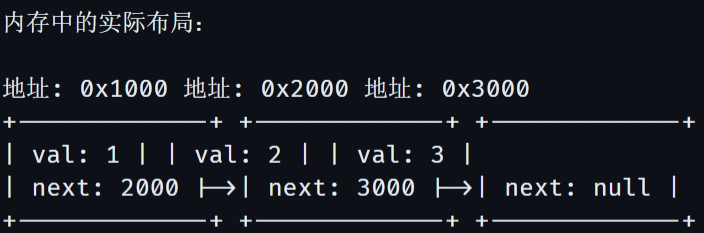 内存中的实际布局:
地址: 0x1000 地址: 0x2000 地址: 0x3000
+-------------+ +-------------+ +-------------+
| val: 1 | | val: 2 | | val: 3 |
| next: 2000 |-->| next: 3000 |-->| next: null |
+-------------+ +-------------+ +-------------+